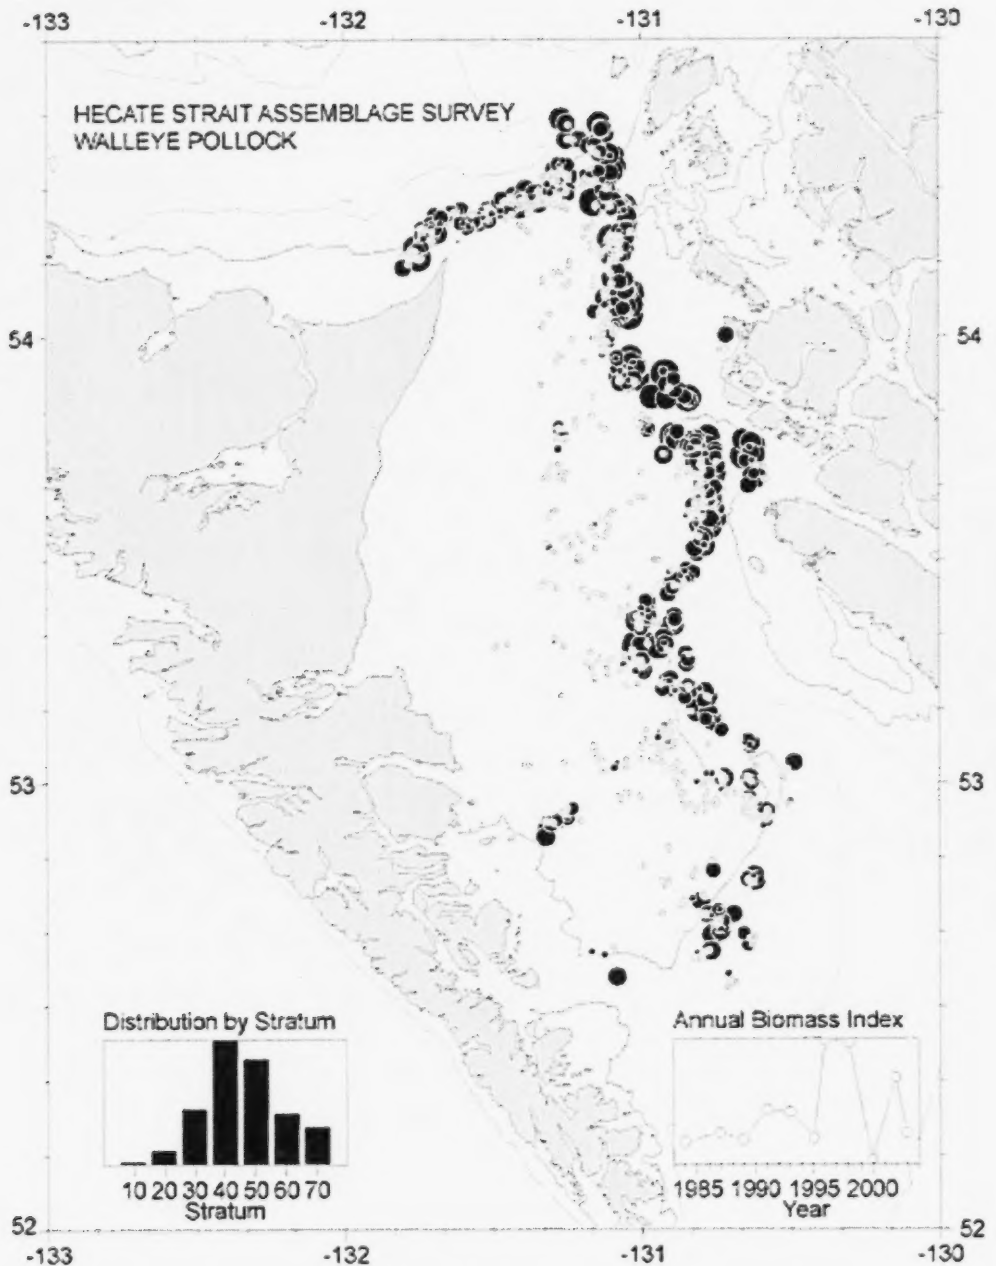 -133 -132 -131 -130
HECATE STRAIT ASSEMBLAGE SURVEY
WALLEYE POLLOCK
54 54
53 53
Distribution by Stratum
10 20 30 40 50 60 70
Stratum
Annual Biomass Index
1985 1990 1995 2000
Year
52 52
-133 -132 -131 -130